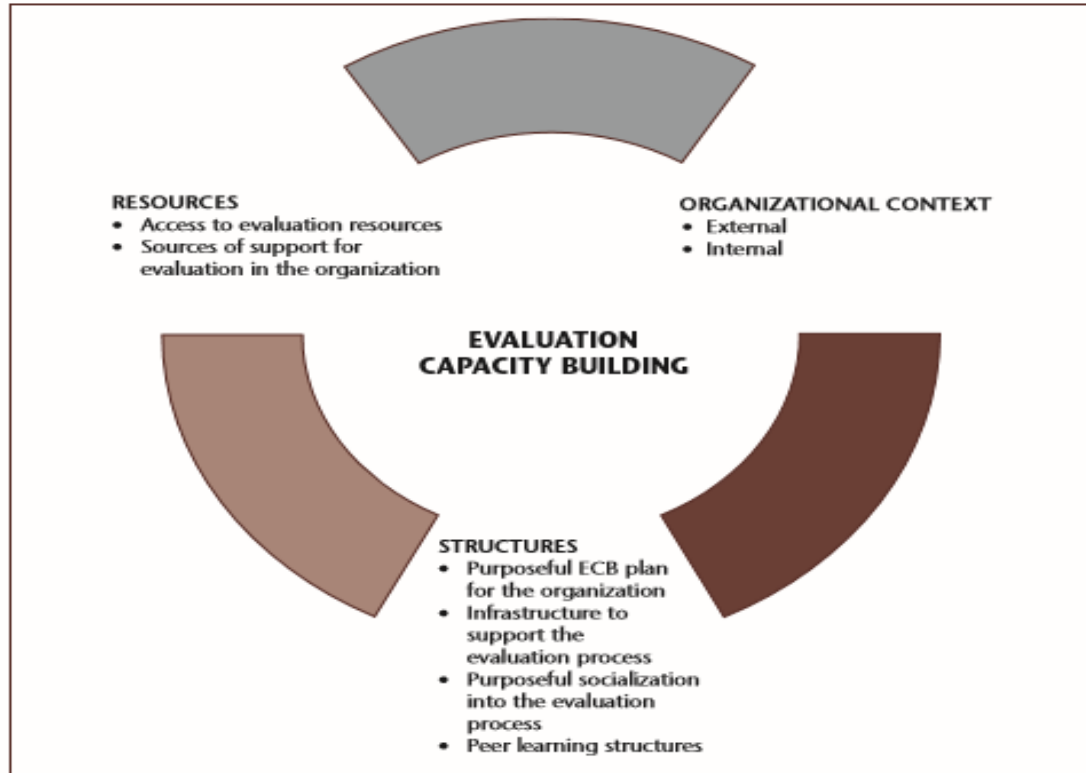 RESOURCES
• Access to evaluation resources
• Sources of support for
evaluation in the organization
ORGANIZATIONAL CONTEXT
• External
• Internal
EVALUATION
CAPACITY BUILDING
STRUCTURES
• Purposeful ECB plan
for the organization
• Infrastructure to
support the
evaluation process
• Purposeful socialization
into the evaluation
process
• Peer learning structures